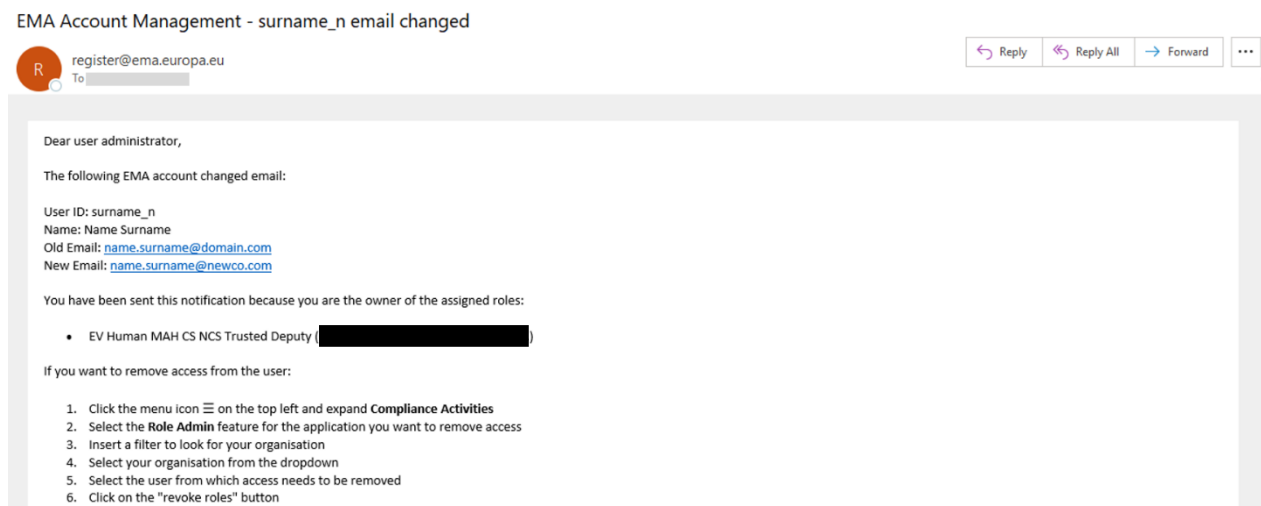 EMA Account Management - surname_n email changed
R
register@ema.europa.eu
To
Reply
Reply All
Forward
Dear user administrator,
The following EMA account changed email:
User ID: surname_n
Name: Name Surname
Old Email: name.surname@domain.com
New Email: name.surname@newco.com
You have been sent this notification because you are the owner of the assigned roles:
• EV Human MAH CS NCS Trusted Deputy ( )
If you want to remove access from the user:
1. Click the menu icon ☰ on the top left and expand Compliance Activities
2. Select the Role Admin feature for the application you want to remove access
3. Insert a filter to look for your organisation
4. Select your organisation from the dropdown
5. Select the user from which access needs to be removed
6. Click on the "revoke roles" button